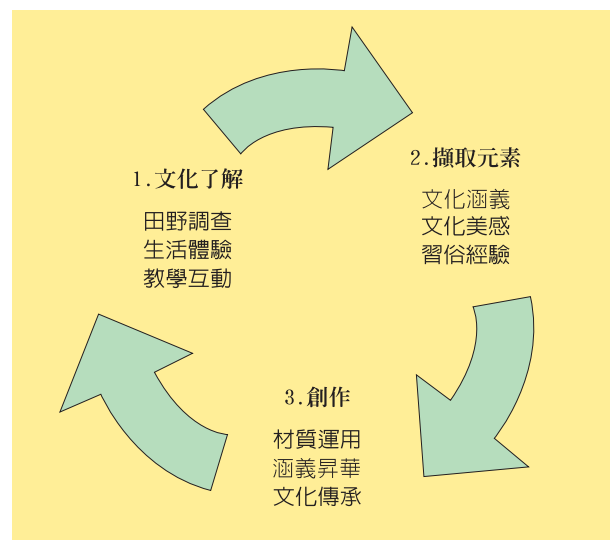 1.文化了解
田野調查
生活體驗
教學互動
2.擷取元素
文化涵義
文化美感
習俗經驗
3.創作
材質運用
涵義昇華
文化傳承